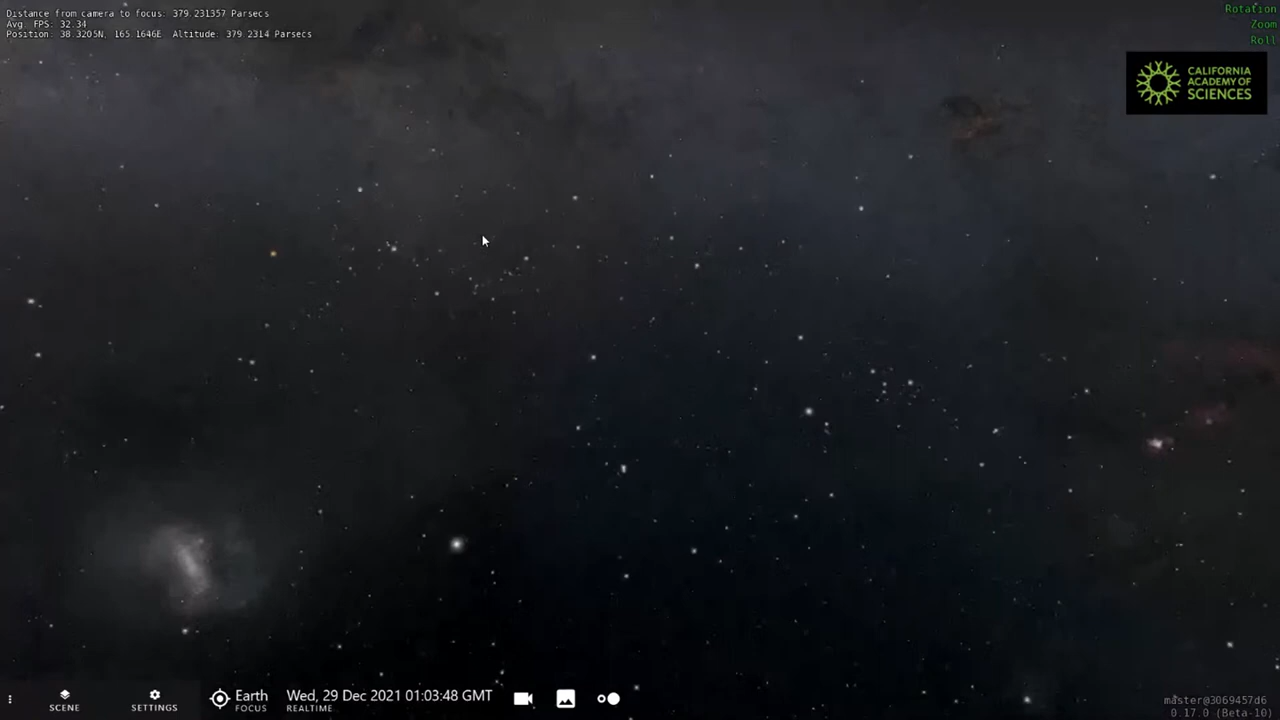 Distance from camera to focus: 379.231357 Parsecs
Avg. FPS: 32.34
Position: 38.3205N, 165.1646E  Altitude: 379.2314 Parsecs
Rotation
Zoom
Roll
CALIFORNIA
ACADEMY OF
SCIENCES
SCENE
SETTINGS
Earth
FOCUS
Wed, 29 Dec 2021 01:03:48 GMT
REALTIME
master@3069457d6
0.17.0 (Beta-10)